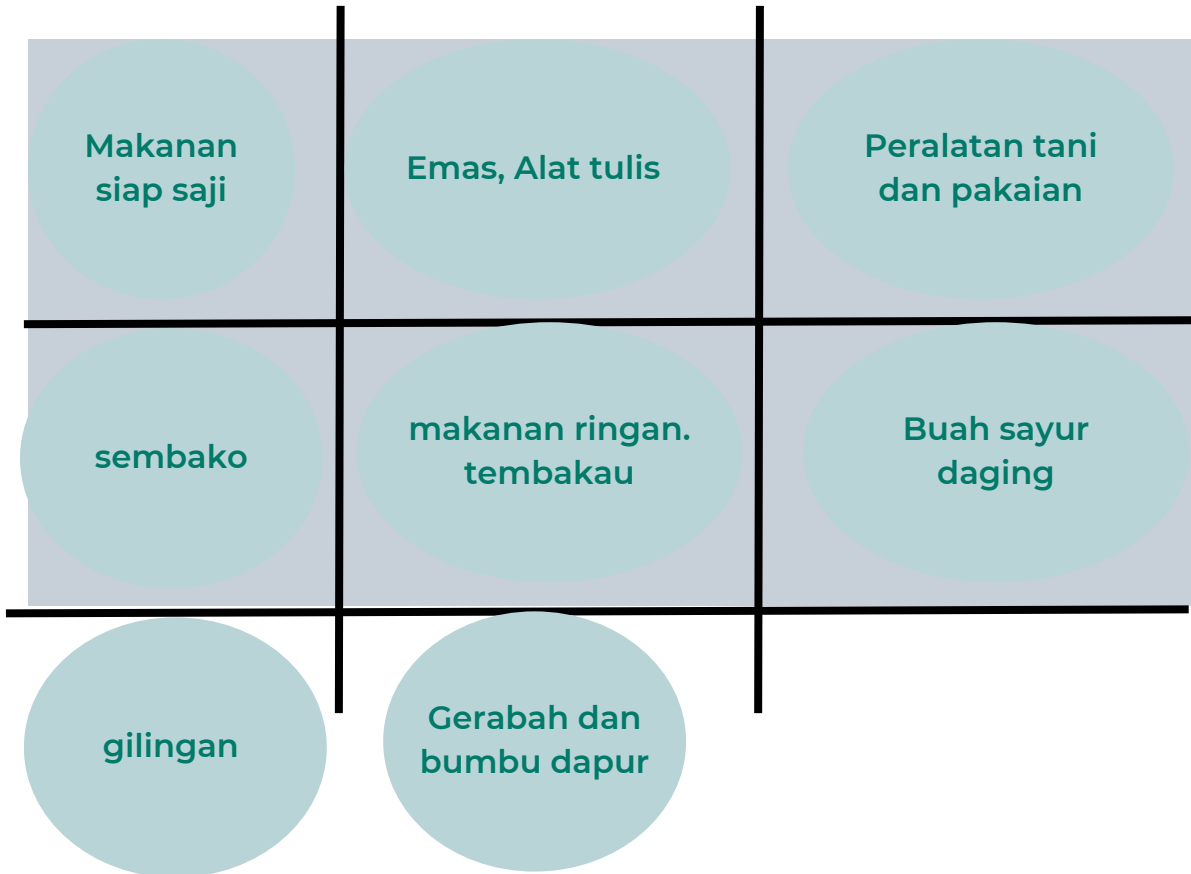 Makanan
siap saji
Emas, Alat tulis
Peralatan tani
dan pakaian
sembako
makanan ringan.
tembakau
Buah sayur
daging
gilingan
Gerabah dan
bumbu dapur